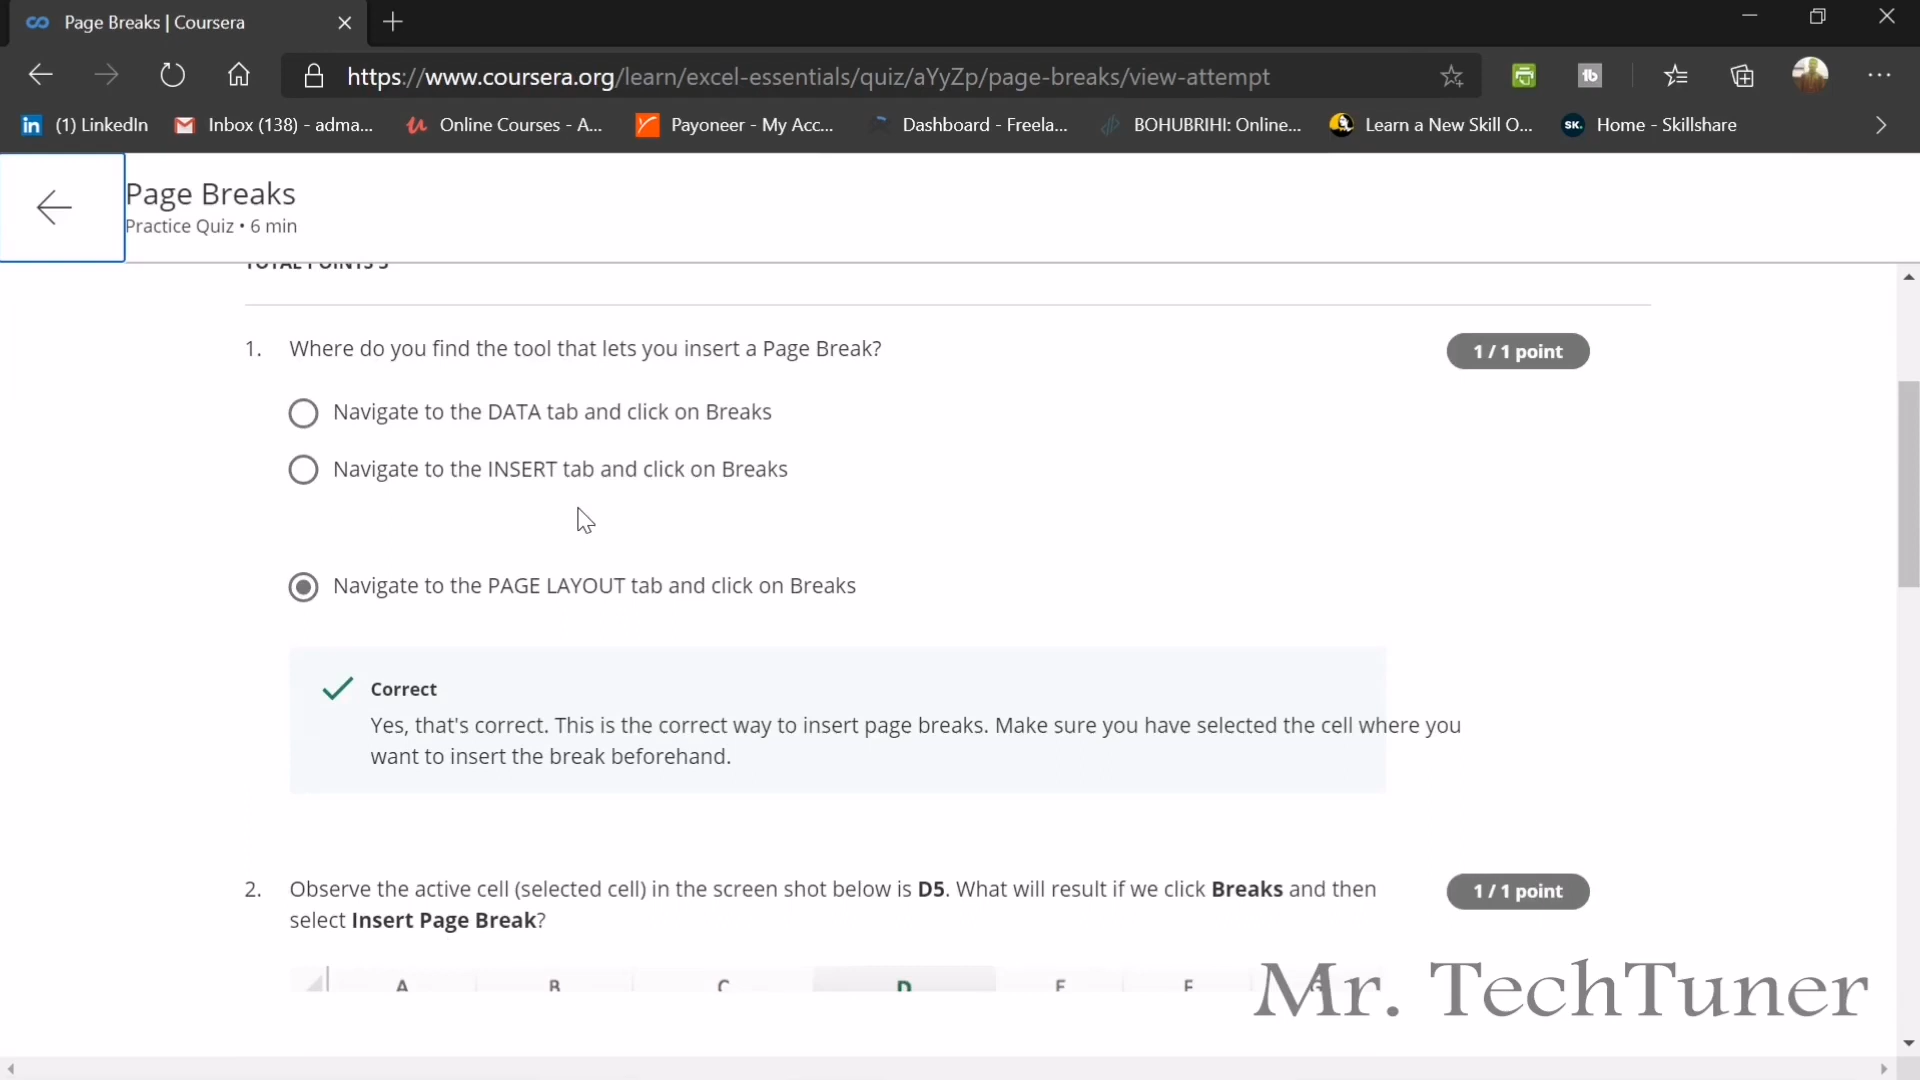 Page Breaks | Coursera
https://www.coursera.org/learn/excel-essentials/quiz/aYyZp/page-breaks/view-attempt
tb
in (1) LinkedIn Inbox (138) - adma... Online Courses - A... Payoneer - My Acc... Dashboard - Freela... BOHUBRIHI: Online... Learn a New Skill O... SK. Home - Skillshare
Page Breaks
Practice Quiz • 6 min
TOTAL POINTS 3
1. Where do you find the tool that lets you insert a Page Break? 1 / 1 point
Navigate to the DATA tab and click on Breaks
Navigate to the INSERT tab and click on Breaks
Navigate to the PAGE LAYOUT tab and click on Breaks
Correct
Yes, that's correct. This is the correct way to insert page breaks. Make sure you have selected the cell where you
want to insert the break beforehand.
2. Observe the active cell (selected cell) in the screen shot below is D5. What will result if we click Breaks and then 1 / 1 point
select Insert Page Break?
A B C D E F G
Mr. TechTuner